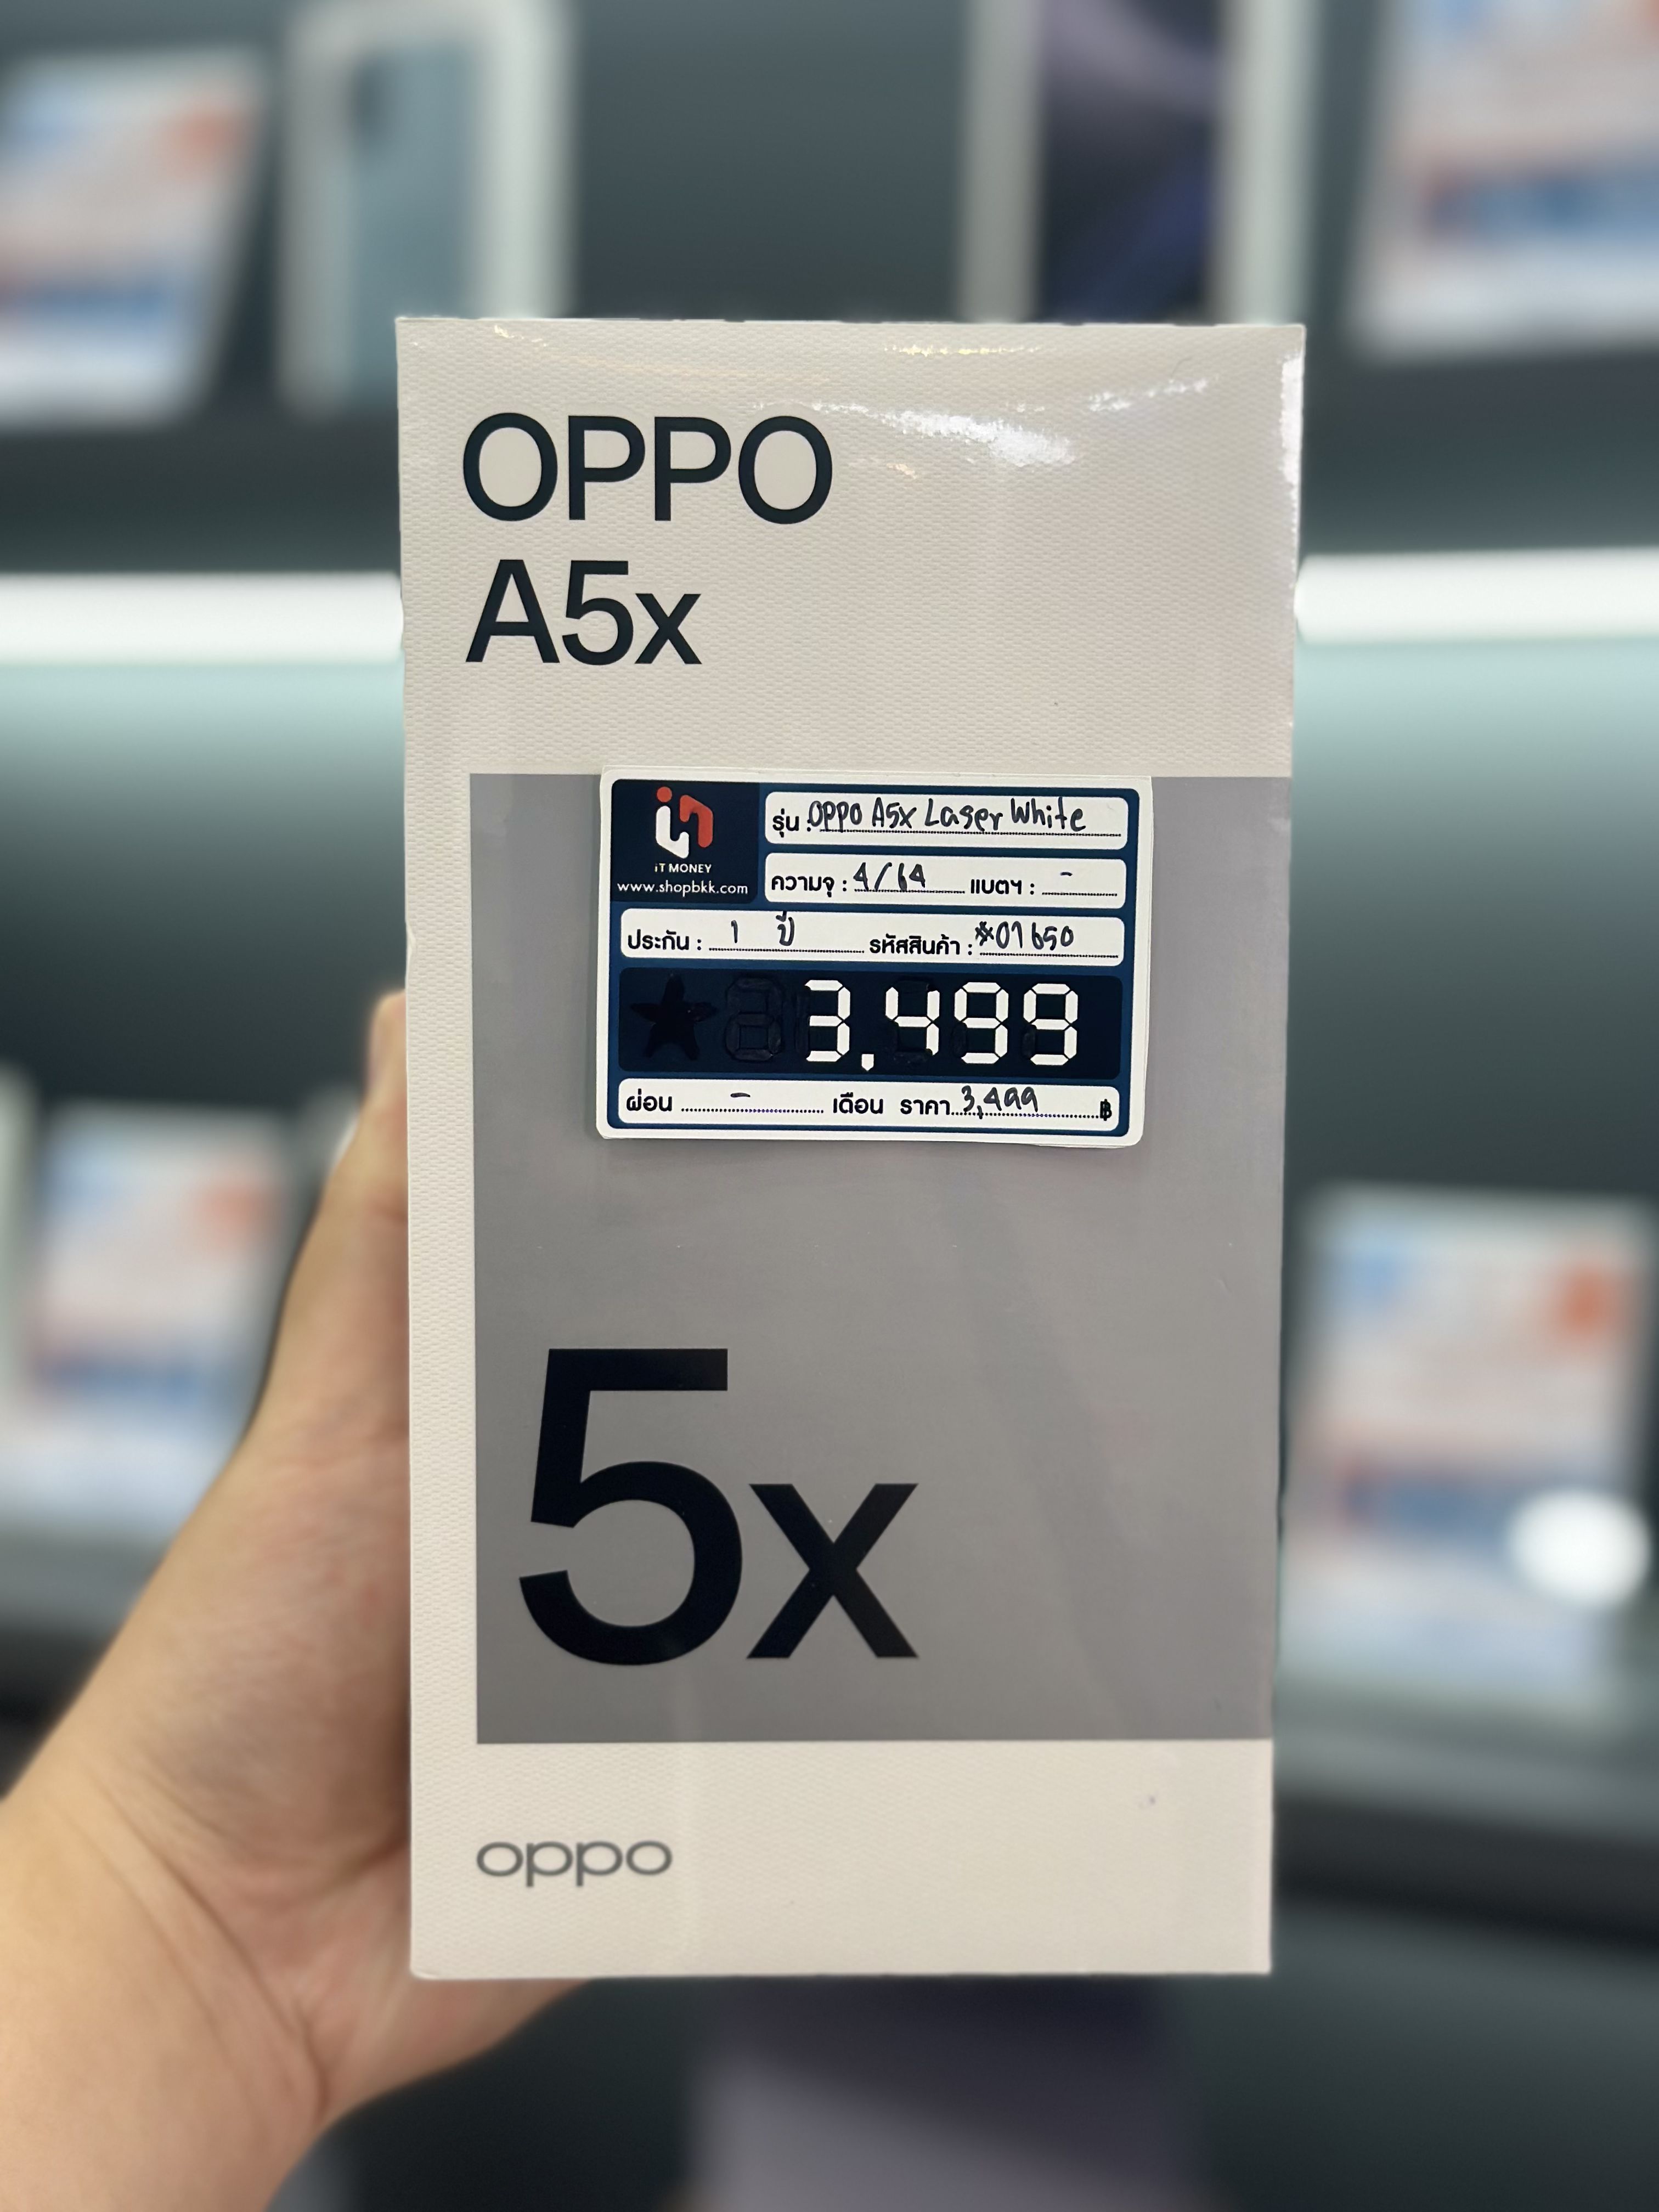 OPPO
A5x
iT MONEY
www.shopbkk.com
รุ่น : OPPO A5x Laser White
ความจุ : 4/64 แบตฯ : -
ประกัน : 1 ปี รหัสสินค้า : #01650
3,499
ผ่อน - เดือน ราคา 3,499 ฿
5x
oppo